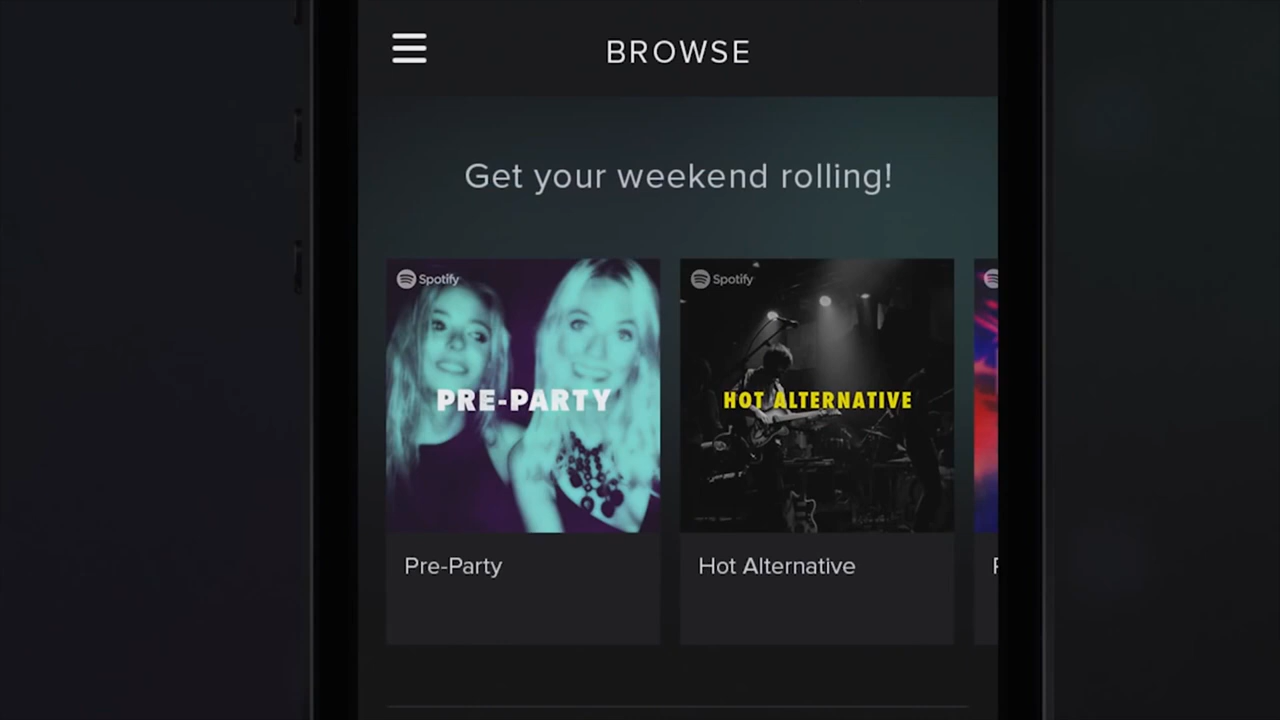 BROWSE
Get your weekend rolling!
Spotify
PRE-PARTY
Pre-Party
Spotify
HOT ALTERNATIVE
Hot Alternative